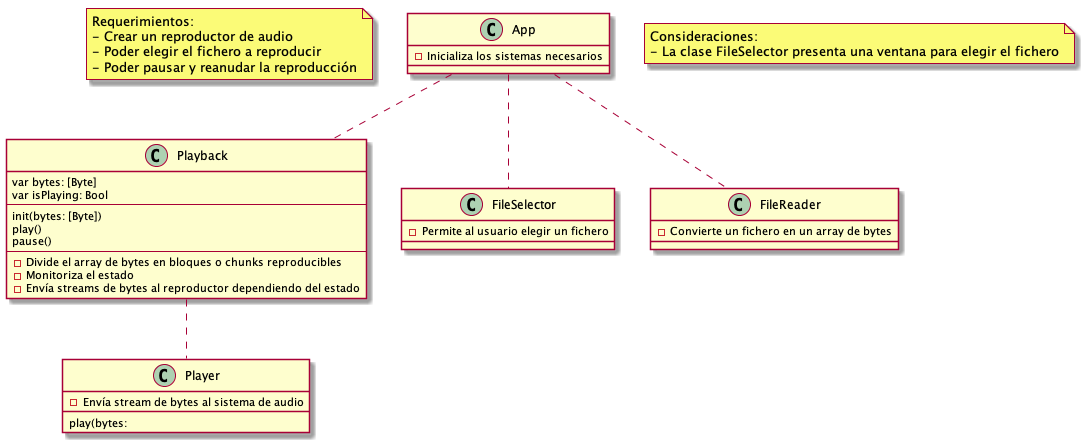 Requerimientos:
- Crear un reproductor de audio
- Poder elegir el fichero a reproducir
- Poder pausar y reanudar la reproducción
C App
Inicializa los sistemas necesarios
Consideraciones:
- La clase FileSelector presenta una ventana para elegir el fichero
C Playback
var bytes: [Byte]
var isPlaying: Bool
init(bytes: [Byte])
play()
pause()
Divide el array de bytes en bloques o chunks reproducibles
Monitoriza el estado
Envía streams de bytes al reproductor dependiendo del estado
C FileSelector
Permite al usuario elegir un fichero
C FileReader
Convierte un fichero en un array de bytes
C Player
Envía stream de bytes al sistema de audio
play(bytes: